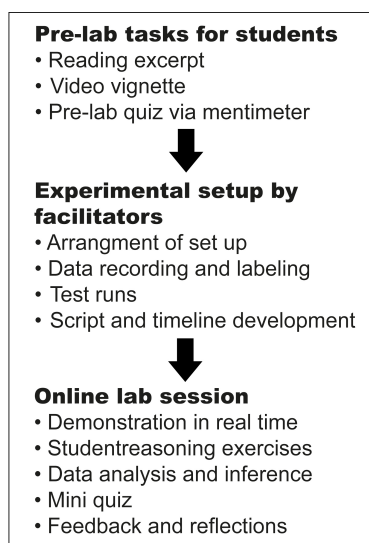 Pre-lab tasks for students
• Reading excerpt
• Video vignette
• Pre-lab quiz via mentimeter
Experimental setup by
facilitators
• Arrangment of set up
• Data recording and labeling
• Test runs
• Script and timeline development
Online lab session
• Demonstration in real time
• Studentreasoning exercises
• Data analysis and inference
• Mini quiz
• Feedback and reflections